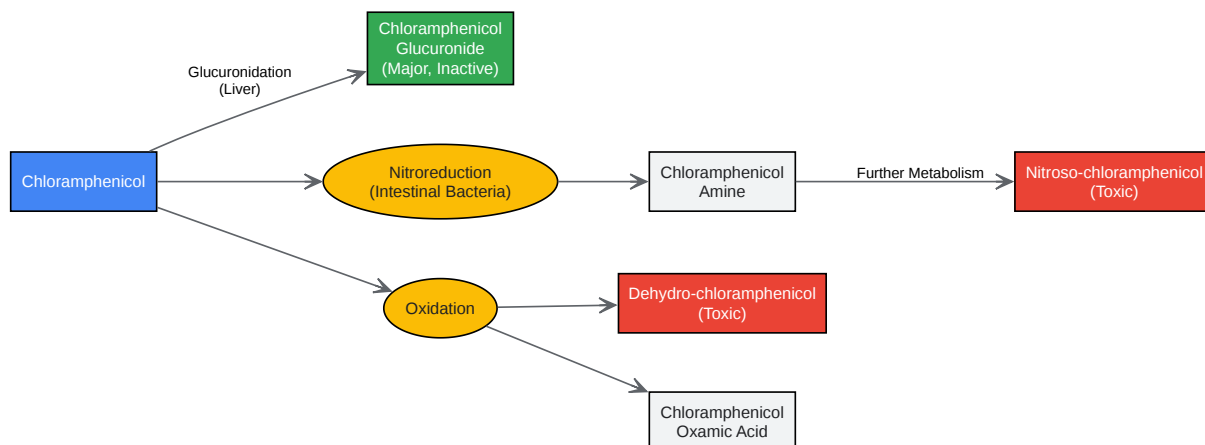 Chloramphenicol
Glucuronide
(Major, Inactive)
Glucuronidation
(Liver)
Chloramphenicol
Nitroreduction
(Intestinal Bacteria)
Chloramphenicol
Amine
Further Metabolism
Nitroso-chloramphenicol
(Toxic)
Oxidation
Dehydro-chloramphenicol
(Toxic)
Chloramphenicol
Oxamic Acid